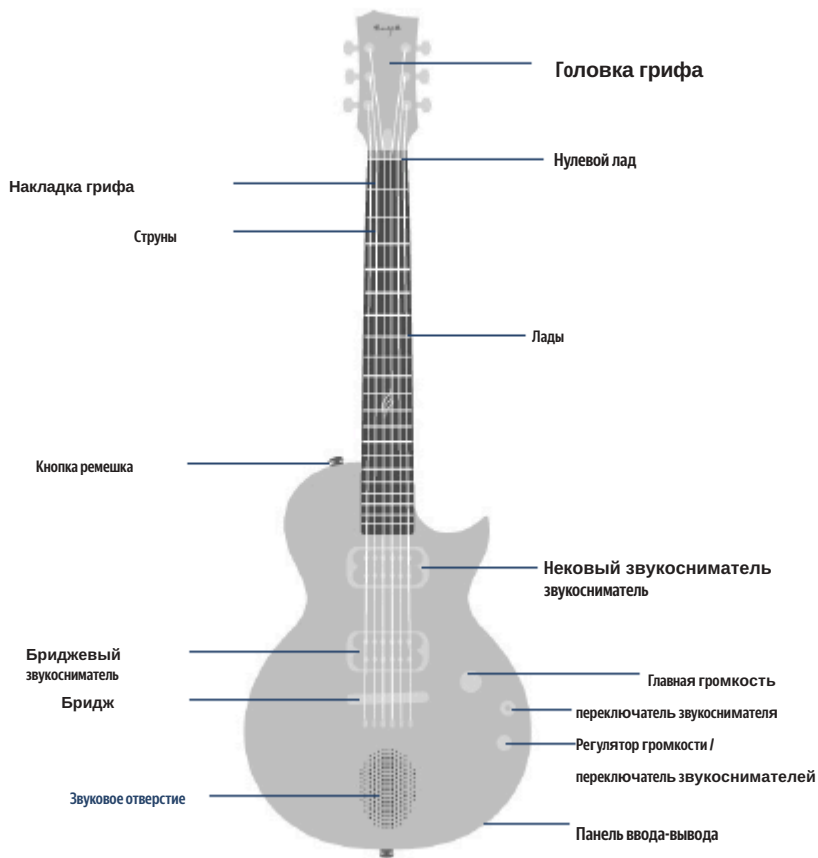 Головка грифа
Нулевой лад
Накладка грифа
Струны
Лады
Кнопка ремешка
Нековый звукосниматель
звукосниматель
Бриджевый
звукосниматель
Бридж
Главная громкость
переключатель звукоснимателя
Регулятор громкости /
переключатель звукоснимателей
Звуковое отверстие
Панель ввода-вывода